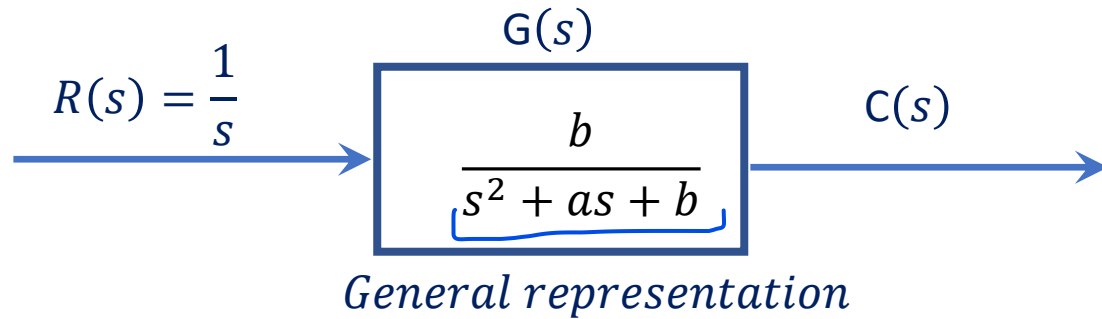 G(s)
R(s) = 1/s
C(s)
b
s² + as + b
General representation